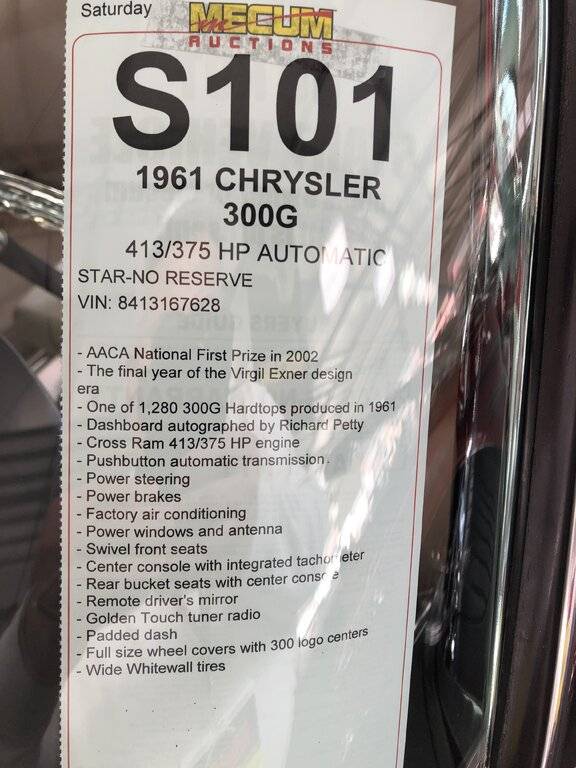 Saturday
MECUM
AUCTIONS
S101
1961 CHRYSLER
300G
413/375 HP AUTOMATIC
STAR-NO RESERVE
VIN: 8413167628
- AACA National First Prize in 2002
- The final year of the Virgil Exner design
era
- One of 1,280 300G Hardtops produced in 1961
- Dashboard autographed by Richard Petty
- Cross Ram 413/375 HP engine
- Pushbutton automatic transmission
- Power steering
- Power brakes
- Factory air conditioning
- Power windows and antenna
- Swivel front seats
- Center console with integrated tachometer
- Rear bucket seats with center console
- Remote driver's mirror
- Golden Touch tuner radio
- Padded dash
- Full size wheel covers with 300 logo centers
- Wide Whitewall tires